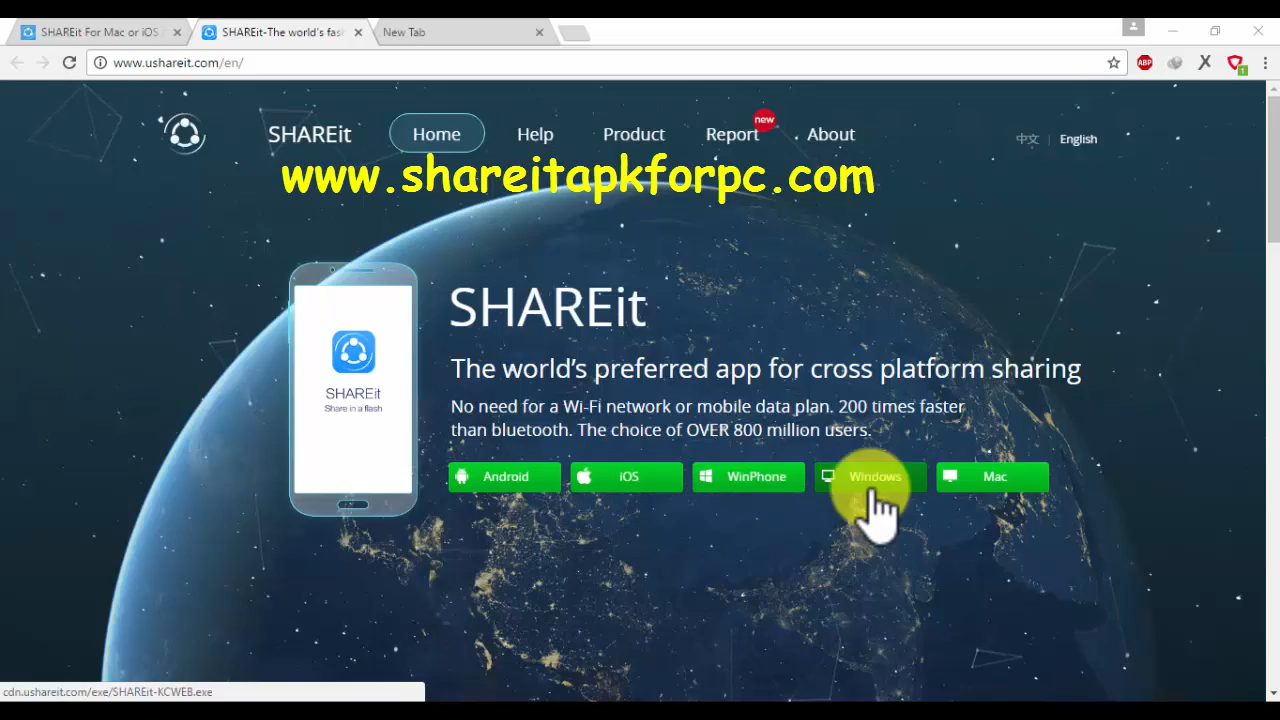 SHAREit For Mac or iOS
SHAREit-The world's fas
New Tab
www.ushareit.com/en/
ABP
1
SHAREit
Home
Help
Product
Report
new
About
中文
English
www.shareitapkforpc.com
SHAREit
The world's preferred app for cross platform sharing
SHAREit
Share in a flash
No need for a Wi-Fi network or mobile data plan. 200 times faster
than bluetooth. The choice of OVER 800 million users.
Android
iOS
WinPhone
Windows
Mac
cdn.ushareit.com/exe/SHAREit-KCWEB.exe